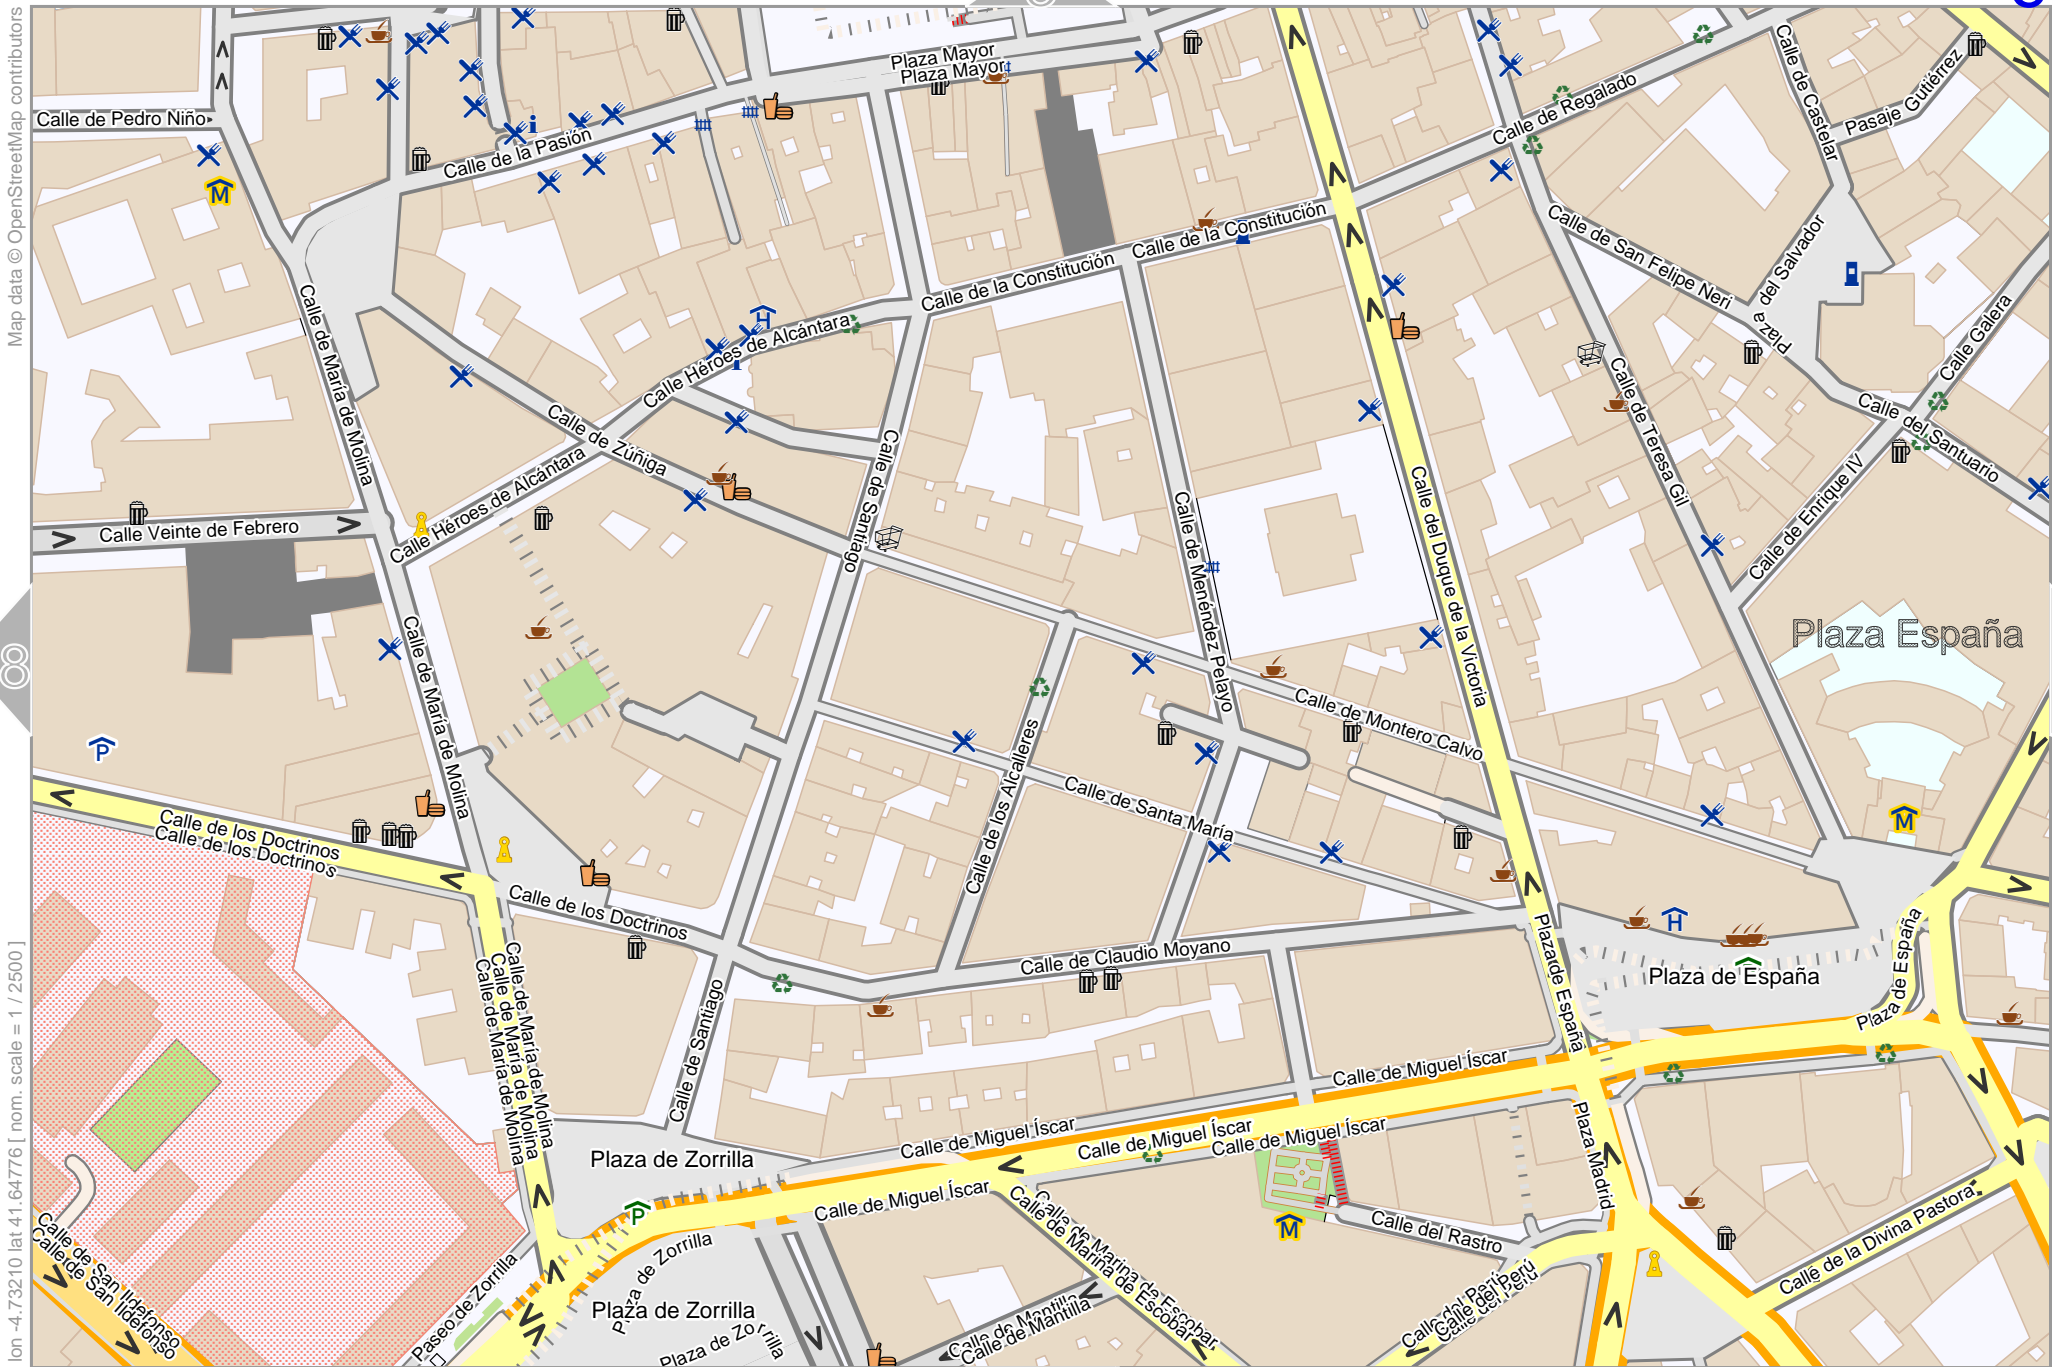 Map data © OpenStreetMap contributors
lon -4.73210 lat 41.64776 [ nom. scale = 1 / 2500 ]
Plaza Mayor
Plaza Mayor
Calle de Pedro Niño
Calle de la Pasión
Calle de Regalado
Calle de Castelar
Pasaje Gutiérrez
Calle de la Constitución
Calle de la Constitución
Calle de San Felipe Neri
Plaza del Salvador
Calle de María de Molina
Calle Héroes de Alcántara
Calle Galera
Calle de Zúñiga
Calle de Santiago
Calle de Teresa Gil
Calle del Santuario
Calle de Enrique IV
Calle Veinte de Febrero
Calle Héroes de Alcántara
Calle de Menéndez Pelayo
Calle del Duque de la Victoria
Plaza España
Calle de María de Molina
Calle de Montero Calvo
Calle de los Alcalleres
Calle de Santa María
Calle de los Doctrinos
Calle de los Doctrinos
Calle de los Doctrinos
Calle de Claudio Moyano
Plaza de España
Plaza de España
Plaza de España
Calle de María de Molina
Calle de María de Molina
Calle de María de Molina
Calle de Santiago
Calle de Miguel Íscar
Calle de Miguel Íscar
Calle de Miguel Íscar
Calle de Miguel Íscar
Calle de Miguel Íscar
Plaza de Zorrilla
Plaza Madrid
Calle del Rastro
Calle de la Divina Pastora
Calle de Marina de Escobar
Calle de Marina de Escobar
Plaza de Zorrilla
Plaza de Zorrilla
Plaza de Zorrilla
Paseo de Zorrilla
Calle de San Ildefonso
Calle de San Ildefonso
Calle de Mantilla
Calle de Mantilla
Calle del Perú
Calle del Perú
Calle del Perú